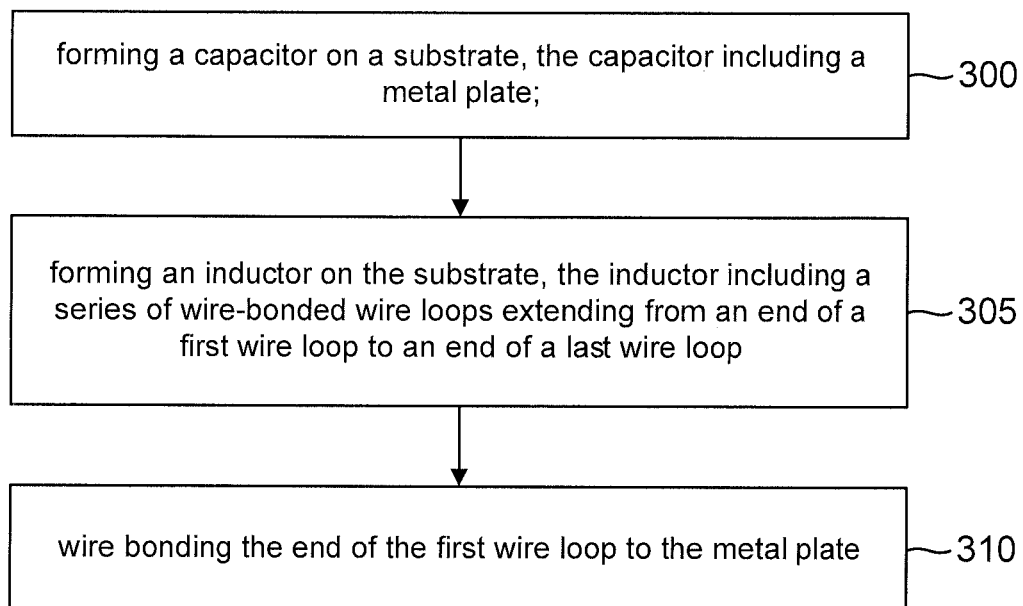 forming a capacitor on a substrate, the capacitor including a
metal plate;
300
forming an inductor on the substrate, the inductor including a
series of wire-bonded wire loops extending from an end of a
first wire loop to an end of a last wire loop
305
wire bonding the end of the first wire loop to the metal plate
310